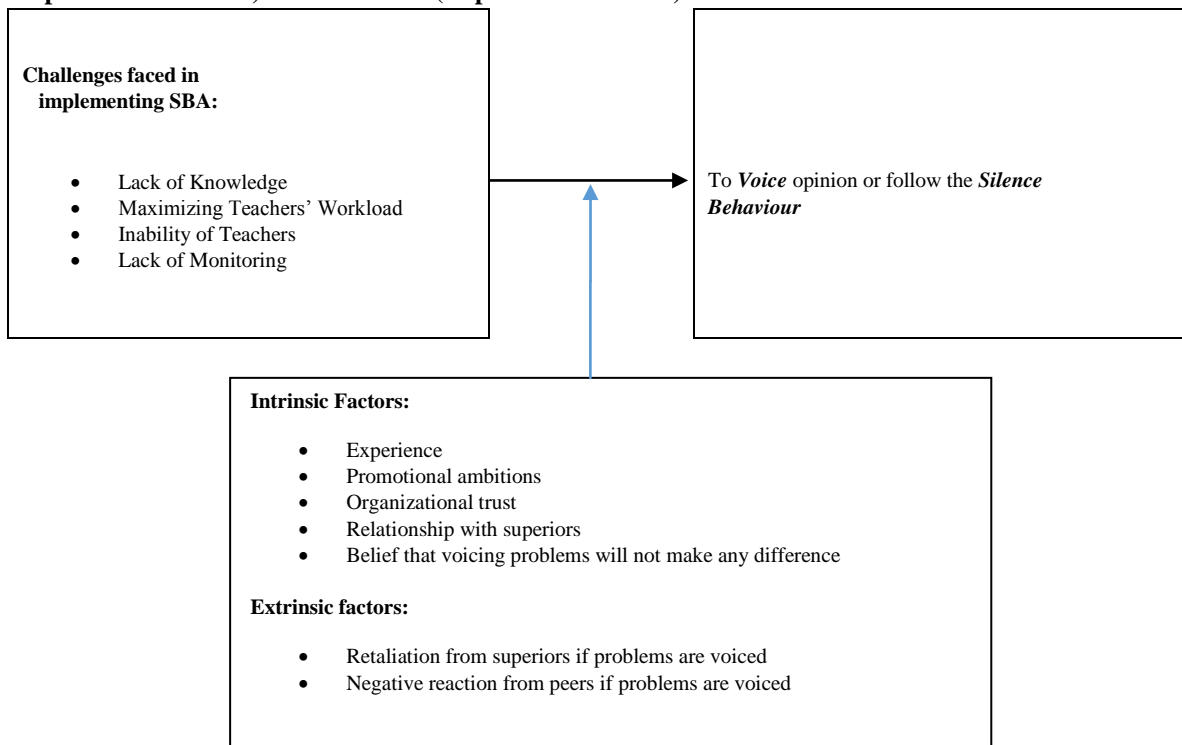 Challenges faced in
implementing SBA:
• Lack of Knowledge
• Maximizing Teachers' Workload
• Inability of Teachers
• Lack of Monitoring
To Voice opinion or follow the Silence
Behaviour
Intrinsic Factors:
• Experience
• Promotional ambitions
• Organizational trust
• Relationship with superiors
• Belief that voicing problems will not make any difference
Extrinsic factors:
• Retaliation from superiors if problems are voiced
• Negative reaction from peers if problems are voiced